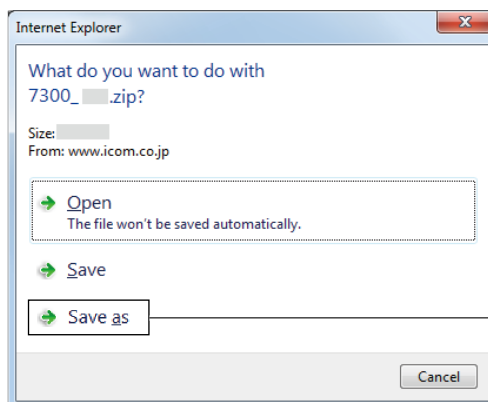 Internet Explorer
What do you want to do with
7300_ .zip?
Size:
From: www.icom.co.jp
Open
The file won't be saved automatically.
Save
Save as
Cancel